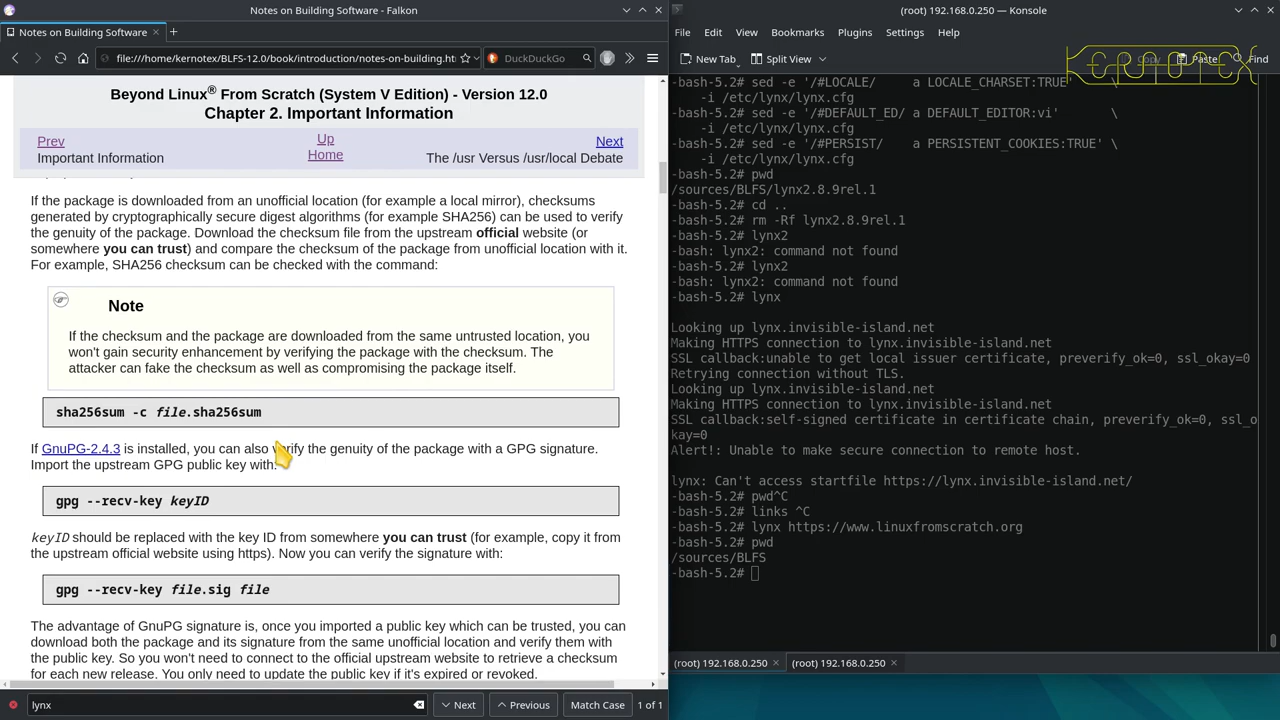 Notes on Building Software - Falkon
Notes on Building Software
file:///home/kernotex/BLFS-12.0/book/introduction/notes-on-building.ht
DuckDuckGo
Beyond Linux® From Scratch (System V Edition) - Version 12.0
Chapter 2. Important Information
Prev
Up
Next
Important Information
Home
The /usr Versus /usr/local Debate
If the package is downloaded from an unofficial location (for example a local mirror), checksums
generated by cryptographically secure digest algorithms (for example SHA256) can be used to verify
the genuity of the package. Download the checksum file from the upstream official website (or
somewhere you can trust) and compare the checksum of the package from unofficial location with it.
For example, SHA256 checksum can be checked with the command:
Note
If the checksum and the package are downloaded from the same untrusted location, you
won't gain security enhancement by verifying the package with the checksum. The
attacker can fake the checksum as well as compromising the package itself.
sha256sum -c file.sha256sum
If GnuPG-2.4.3 is installed, you can also verify the genuity of the package with a GPG signature.
Import the upstream GPG public key with:
gpg --recv-key keyID
keyID should be replaced with the key ID from somewhere you can trust (for example, copy it from
the upstream official website using https). Now you can verify the signature with:
gpg --recv-key file.sig file
The advantage of GnuPG signature is, once you imported a public key which can be trusted, you can
download both the package and its signature from the same unofficial location and verify them with
the public key. So you won't need to connect to the official upstream website to retrieve a checksum
for each new release. You only need to update the public key if it's expired or revoked.
lynx
Next
Previous
Match Case
1 of 1
(root) 192.168.0.250 — Konsole
File Edit View Bookmarks Plugins Settings Help
New Tab
Split View
Copy
Paste
Find
KERNOTEX
-bash-5.2# sed -e '/#LOCALE/     a LOCALE_CHARSET:TRUE'     \
       -i /etc/lynx/lynx.cfg
-bash-5.2# sed -e '/#DEFAULT_ED/ a DEFAULT_EDITOR:vi'       \
       -i /etc/lynx/lynx.cfg
-bash-5.2# sed -e '/#PERSIST/    a PERSISTENT_COOKIES:TRUE' \
       -i /etc/lynx/lynx.cfg
-bash-5.2# pwd
/sources/BLFS/lynx2.8.9rel.1
-bash-5.2# cd ..
-bash-5.2# rm -Rf lynx2.8.9rel.1
-bash-5.2# lynx2
-bash: lynx2: command not found
-bash-5.2# lynx2
-bash: lynx2: command not found
-bash-5.2# lynx
Looking up lynx.invisible-island.net
Making HTTPS connection to lynx.invisible-island.net
SSL callback:unable to get local issuer certificate, preverify_ok=0, ssl_okay=0
Retrying connection without TLS.
Looking up lynx.invisible-island.net
Making HTTPS connection to lynx.invisible-island.net
SSL callback:self-signed certificate in certificate chain, preverify_ok=0, ssl_o
kay=0
Alert!: Unable to make secure connection to remote host.
lynx: Can't access startfile https://lynx.invisible-island.net/
-bash-5.2# pwd^C
-bash-5.2# links ^C
-bash-5.2# lynx https://www.linuxfromscratch.org
-bash-5.2# pwd
/sources/BLFS
-bash-5.2#
(root) 192.168.0.250
(root) 192.168.0.250